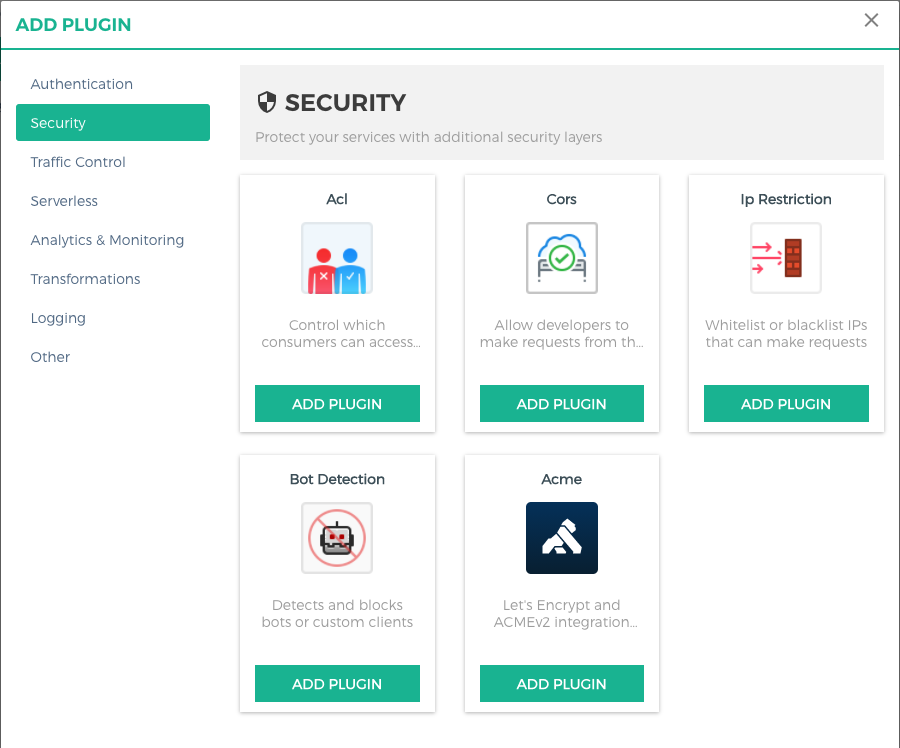 ADD PLUGIN
Authentication
Security
Traffic Control
Serverless
Analytics & Monitoring
Transformations
Logging
Other
SECURITY
Protect your services with additional security layers
Acl
Control which
consumers can access...
ADD PLUGIN
Cors
Allow developers to
make requests from th...
ADD PLUGIN
Ip Restriction
Whitelist or blacklist IPs
that can make requests
ADD PLUGIN
Bot Detection
Detects and blocks
bots or custom clients
ADD PLUGIN
Acme
Let's Encrypt and
ACMEv2 integration...
ADD PLUGIN